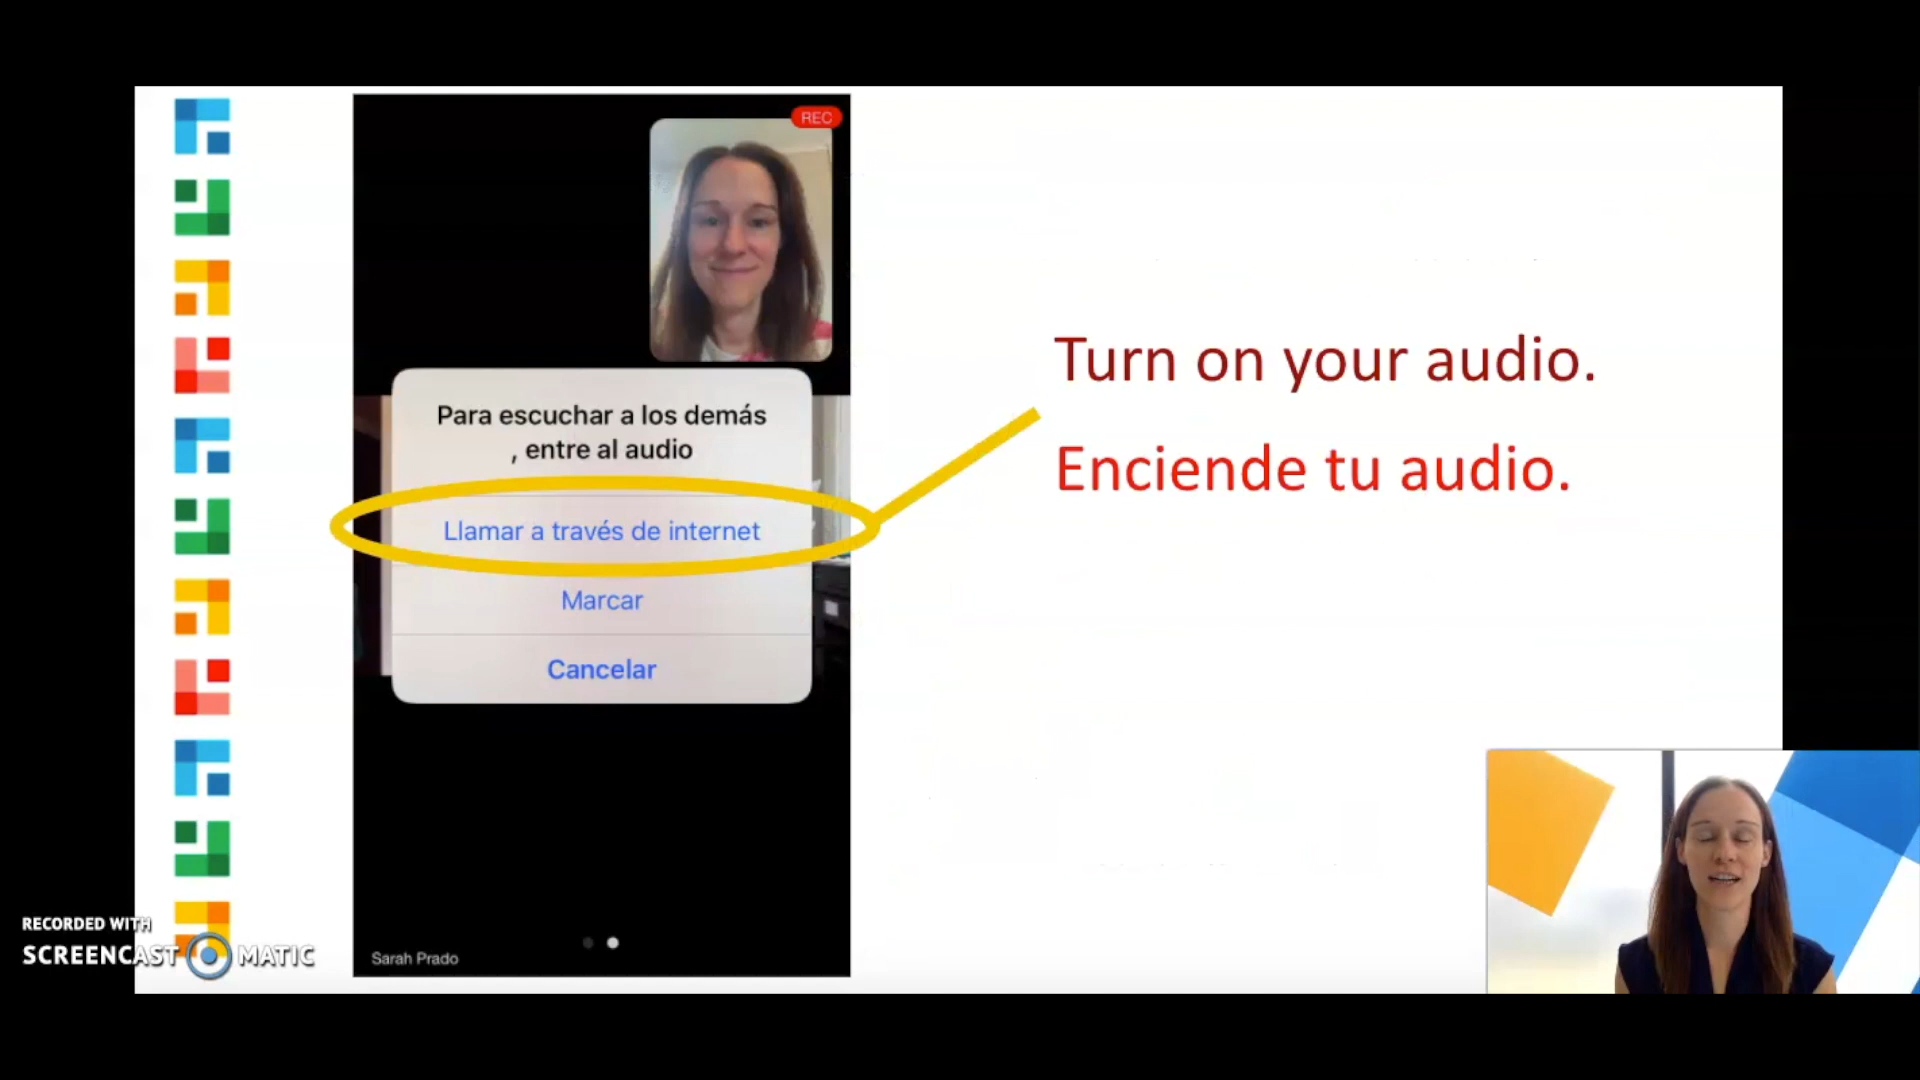 REC
Para escuchar a los demás
, entre al audio
Llamar a través de internet
Marcar
Cancelar
Sarah Prado
Turn on your audio.
Enciende tu audio.
RECORDED WITH
SCREENCAST MATIC